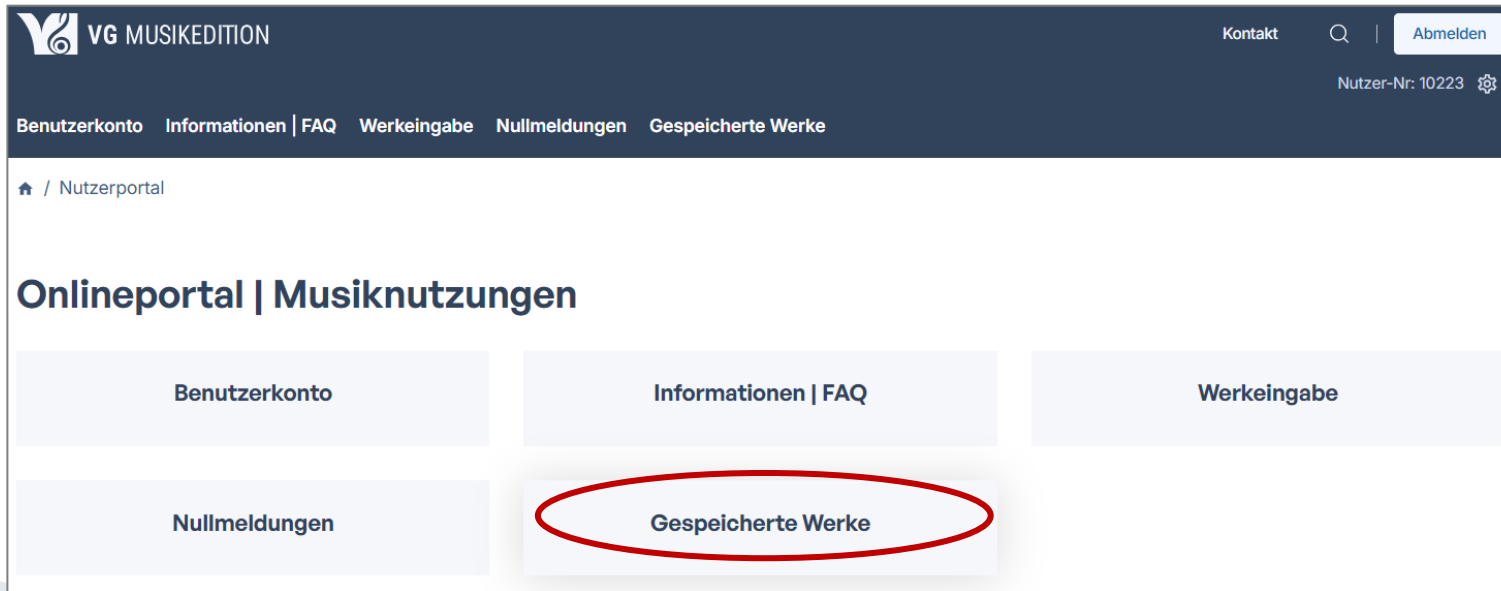 VG MUSIKEDITION
Kontakt
Abmelden
Nutzer-Nr: 10223
Benutzerkonto Informationen | FAQ Werkeingabe Nullmeldungen Gespeicherte Werke
/ Nutzerportal
Onlineportal | Musiknutzungen
Benutzerkonto Informationen | FAQ Werkeingabe
Nullmeldungen Gespeicherte Werke